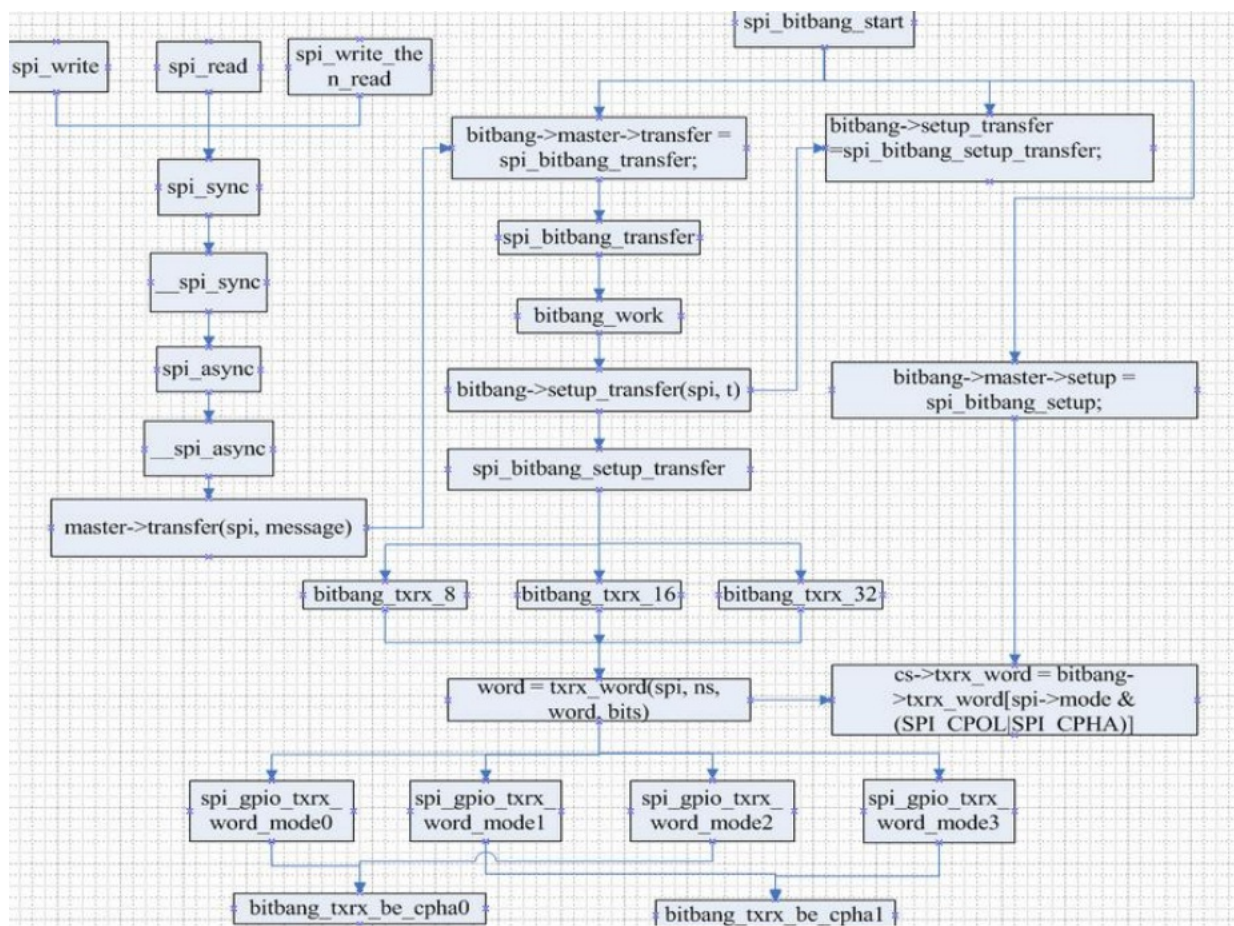 spi_bitbang_start
spi_write
spi_read
spi_write_the
n_read
bitbang->master->transfer =
spi_bitbang_transfer;
bitbang->setup_transfer
=spi_bitbang_setup_transfer;
spi_sync
spi_bitbang_transfer
__spi_sync
bitbang_work
spi_async
bitbang->setup_transfer(spi, t)
bitbang->master->setup =
spi_bitbang_setup;
__spi_async
spi_bitbang_setup_transfer
master->transfer(spi, message)
bitbang_txrx_8
bitbang_txrx_16
bitbang_txrx_32
word = txrx_word(spi, ns,
word, bits)
cs->txrx_word = bitbang-
>txrx_word[spi->mode &
(SPI_CPOL|SPI_CPHA)]
spi_gpio_txrx_
word_mode0
spi_gpio_txrx_
word_mode1
spi_gpio_txrx_
word_mode2
spi_gpio_txrx_
word_mode3
bitbang_txrx_be_cpha0
bitbang_txrx_be_cpha1